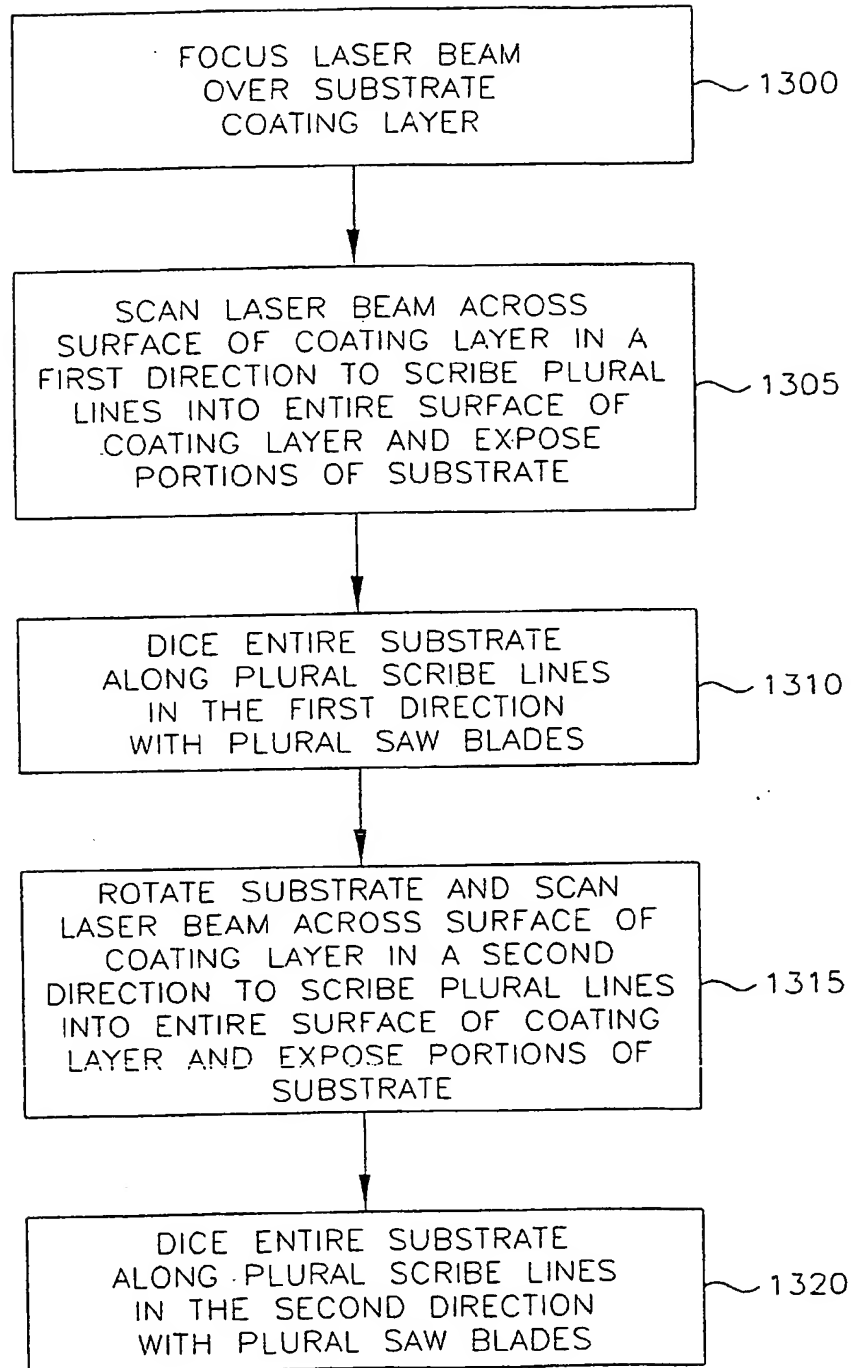 FOCUS LASER BEAM
OVER SUBSTRATE
COATING LAYER
1300
SCAN LASER BEAM ACROSS
SURFACE OF COATING LAYER IN A
FIRST DIRECTION TO SCRIBE PLURAL
LINES INTO ENTIRE SURFACE OF
COATING LAYER AND EXPOSE
PORTIONS OF SUBSTRATE
1305
DICE ENTIRE SUBSTRATE
ALONG PLURAL SCRIBE LINES
IN THE FIRST DIRECTION
WITH PLURAL SAW BLADES
1310
ROTATE SUBSTRATE AND SCAN
LASER BEAM ACROSS SURFACE OF
COATING LAYER IN A SECOND
DIRECTION TO SCRIBE PLURAL LINES
INTO ENTIRE SURFACE OF COATING
LAYER AND EXPOSE PORTIONS OF
SUBSTRATE
1315
DICE ENTIRE SUBSTRATE
ALONG PLURAL SCRIBE LINES
IN THE SECOND DIRECTION
WITH PLURAL SAW BLADES
1320